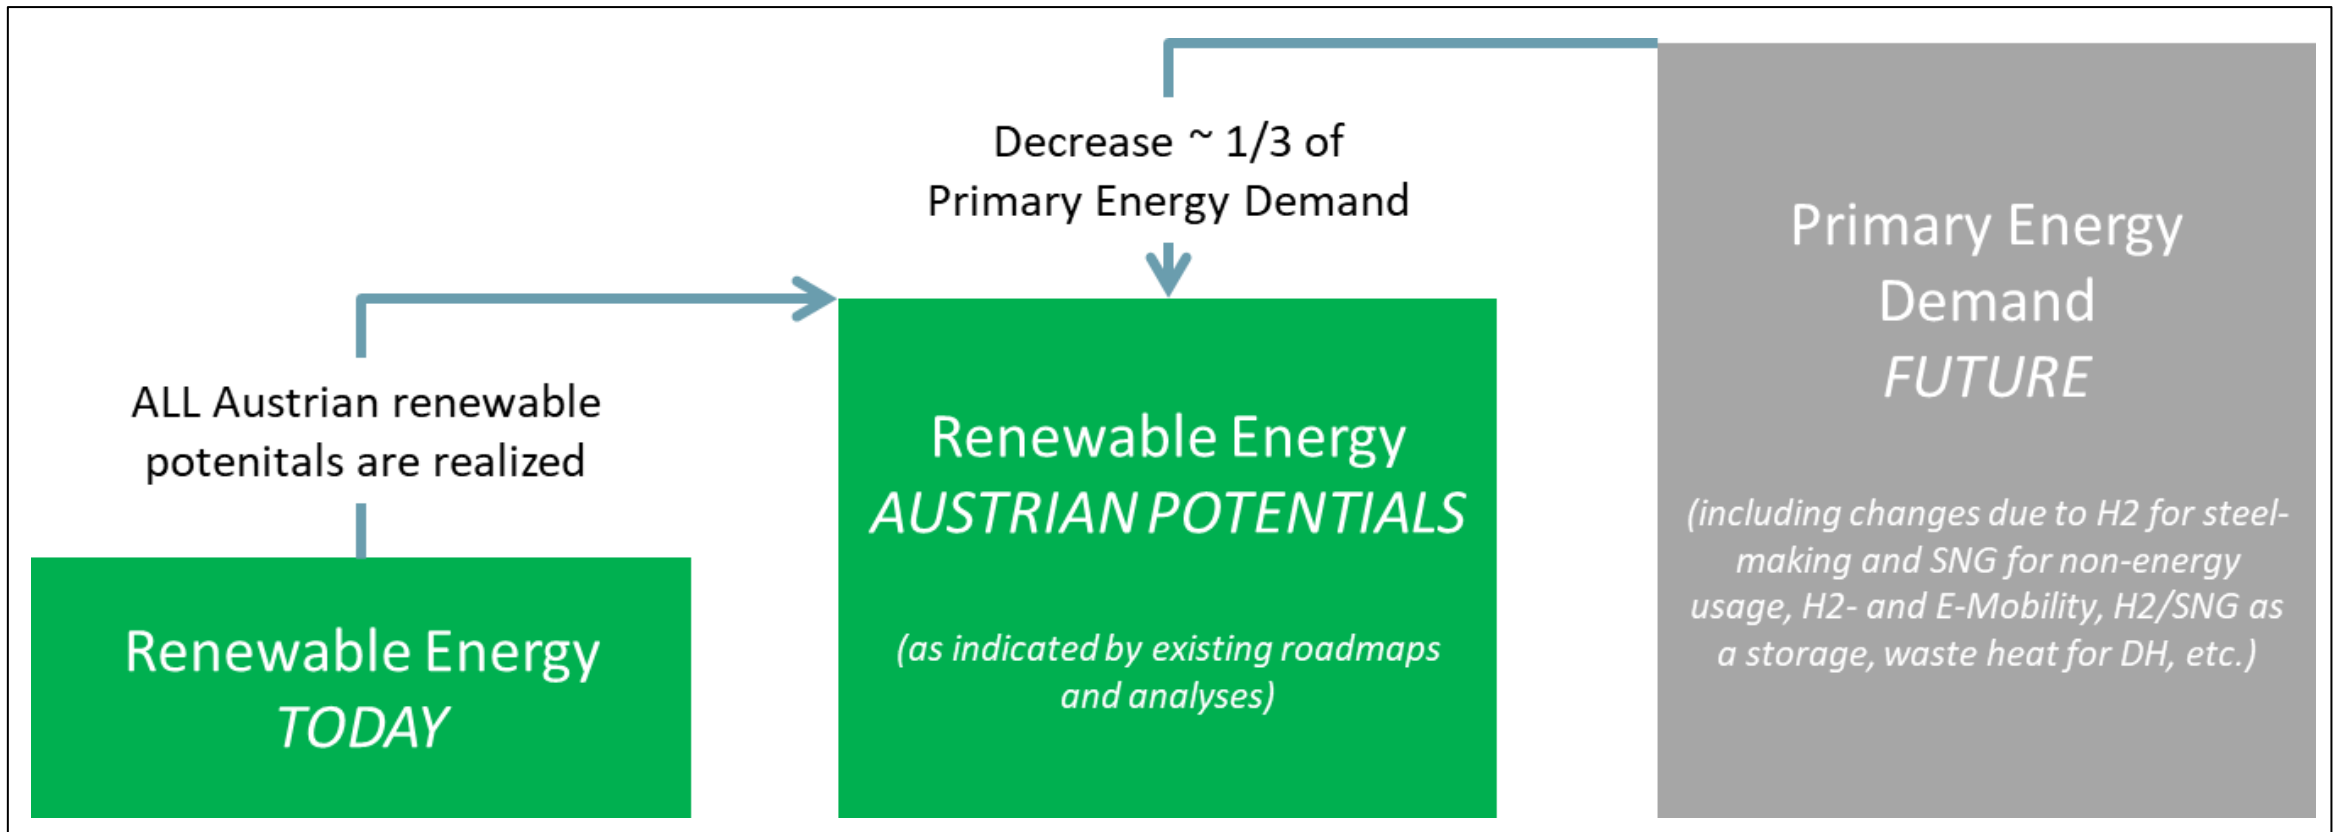 Decrease ~ 1/3 of
Primary Energy Demand
ALL Austrian renewable
potenitals are realized
Renewable Energy
TODAY
Renewable Energy
AUSTRIAN POTENTIALS
(as indicated by existing roadmaps
and analyses)
Primary Energy
Demand
FUTURE
(including changes due to H2 for steel-
making and SNG for non-energy
usage, H2- and E-Mobility, H2/SNG as
a storage, waste heat for DH, etc.)